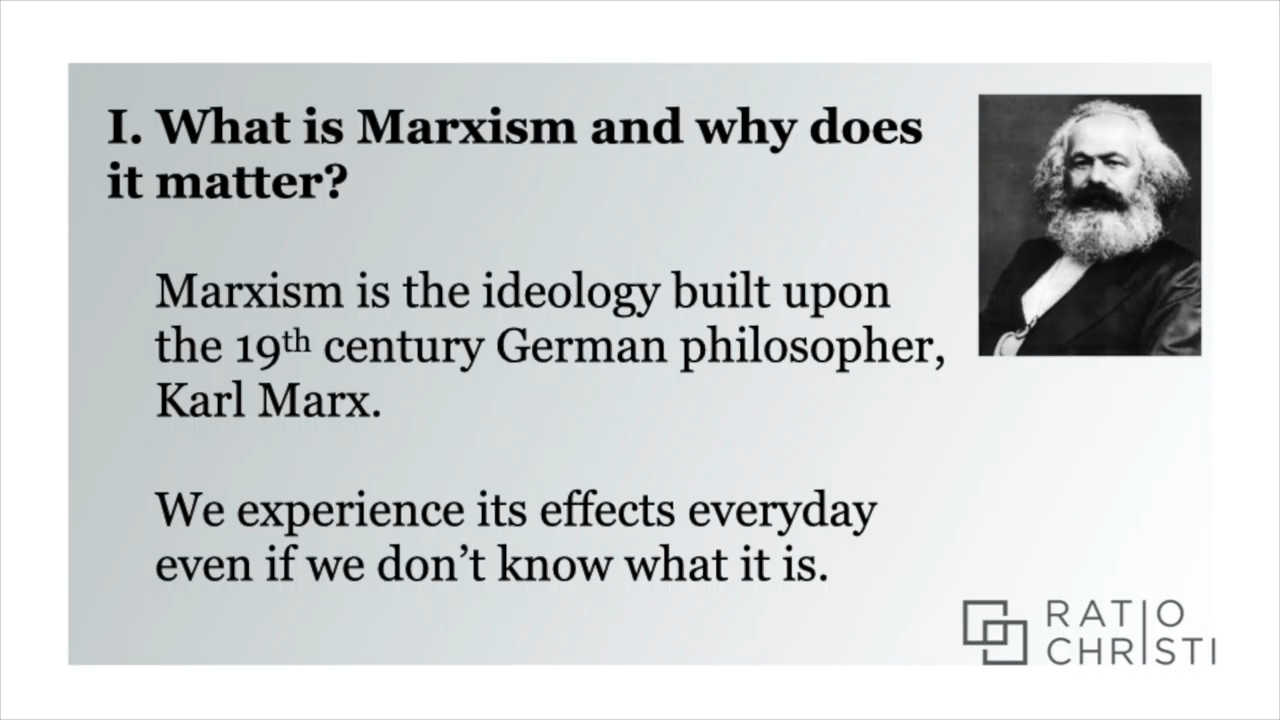 I. What is Marxism and why does
it matter?
Marxism is the ideology built upon
the 19th century German philosopher,
Karl Marx.
We experience its effects everyday
even if we don’t know what it is.
RATIO
CHRISTI